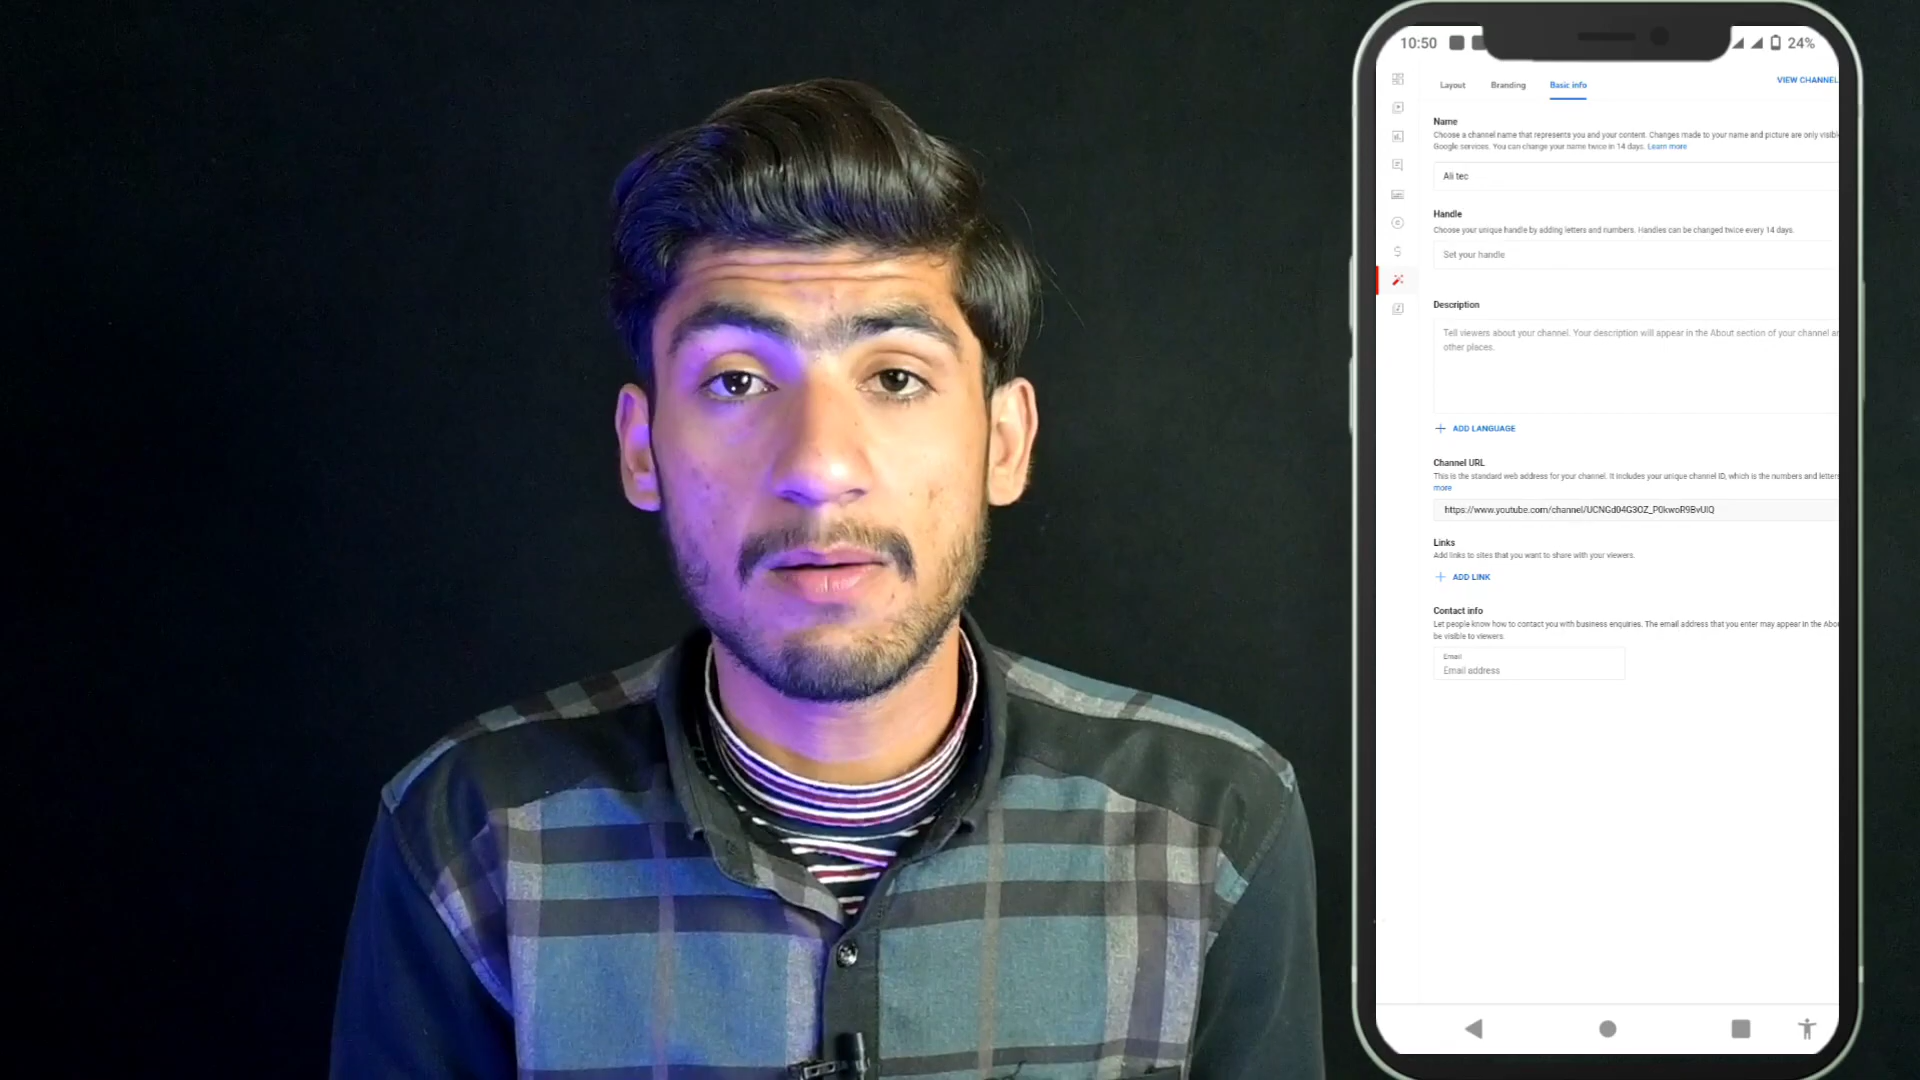 10:50
24%
Layout
Branding
Basic info
VIEW CHANNEL
Name
Choose a channel name that represents you and your content. Changes made to your name and picture are only visibl
Google services. You can change your name twice in 14 days. Learn more
Ali tec
Handle
Choose your unique handle by adding letters and numbers. Handles can be changed twice every 14 days.
Set your handle
Description
Tell viewers about your channel. Your description will appear in the About section of your channel an
other places.
ADD LANGUAGE
Channel URL
This is the standard web address for your channel. It includes your unique channel ID, which is the numbers and letters
more
https://www.youtube.com/channel/UCNGd04G3OZ_P0kwoR9BvUIQ
Links
Add links to sites that you want to share with your viewers.
ADD LINK
Contact info
Let people know how to contact you with business enquiries. The email address that you enter may appear in the Abo
be visible to viewers.
Email
Email address